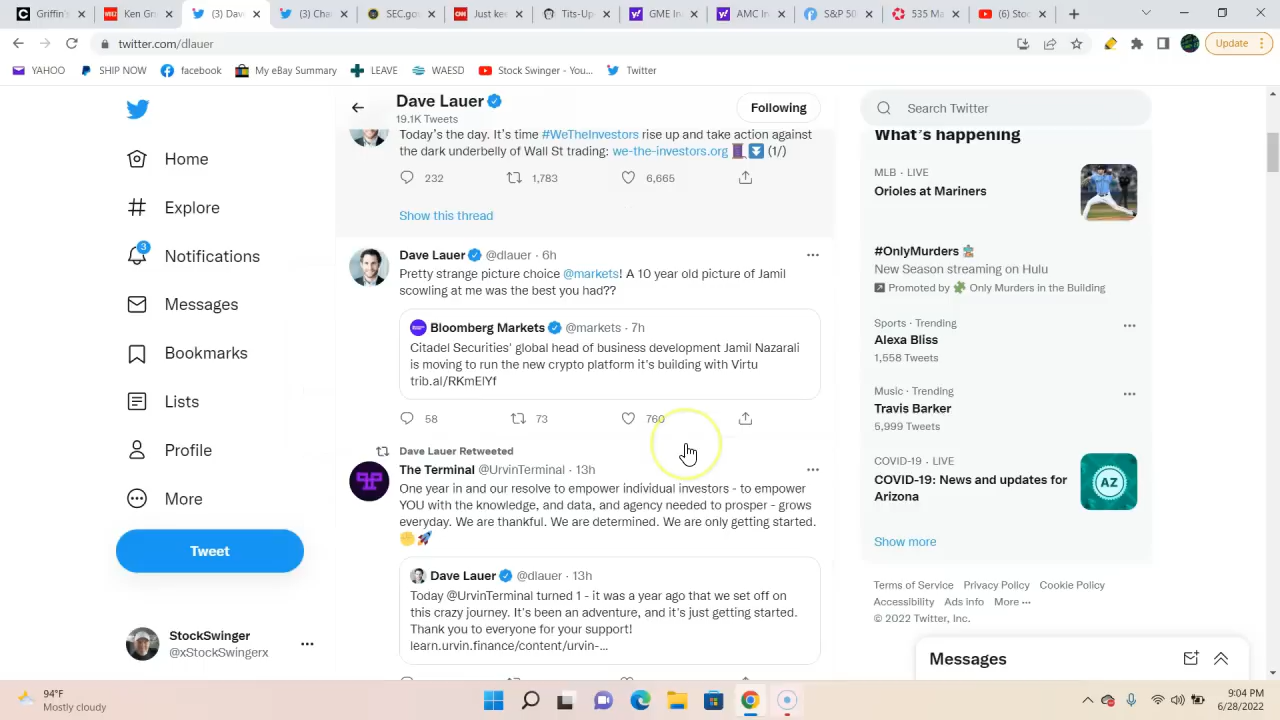 Griffin'
Ken Gr
(3) Dav
(3) Cha
SEC.go
Just kee
Tits-Up
GME In
AMC In
S&P 50
535 Ma
(6) Stoc
twitter.com/dlauer
Update
YAHOO
SHIP NOW
facebook
My eBay Summary
LEAVE
WAESD
Stock Swinger - You...
Twitter
Home
Explore
3
Notifications
Messages
Bookmarks
Lists
Profile
More
Tweet
StockSwinger
@xStockSwingerx
Dave Lauer
19.1K Tweets
Following
Today's the day. It's time #WeTheInvestors rise up and take action against
the dark underbelly of Wall St trading: we-the-investors.org (1/)
232 1,783 6,665
Show this thread
Dave Lauer @dlauer · 6h
Pretty strange picture choice @markets! A 10 year old picture of Jamil
scowling at me was the best you had??
Bloomberg Markets @markets · 7h
Citadel Securities' global head of business development Jamil Nazarali
is moving to run the new crypto platform it's building with Virtu
trib.al/RKmElYf
58 73 760
Dave Lauer Retweeted
The Terminal @UrvinTerminal · 13h
One year in and our resolve to empower individual investors - to empower
YOU with the knowledge, and data, and agency needed to prosper - grows
everyday. We are thankful. We are determined. We are only getting started.
Dave Lauer @dlauer · 13h
Today @UrvinTerminal turned 1 - it was a year ago that we set off on
this crazy journey. It's been an adventure, and it's just getting started.
Thank you to everyone for your support!
learn.urvin.finance/content/urvin-...
Search Twitter
What's happening
MLB · LIVE
Orioles at Mariners
#OnlyMurders
New Season streaming on Hulu
Promoted by Only Murders in the Building
Sports · Trending
Alexa Bliss
1,558 Tweets
Music · Trending
Travis Barker
5,999 Tweets
COVID-19 · LIVE
COVID-19: News and updates for
Arizona
AZ
Show more
Terms of Service Privacy Policy Cookie Policy
Accessibility Ads info More ...
© 2022 Twitter, Inc.
Messages
94°F
Mostly cloudy
9:04 PM
6/28/2022